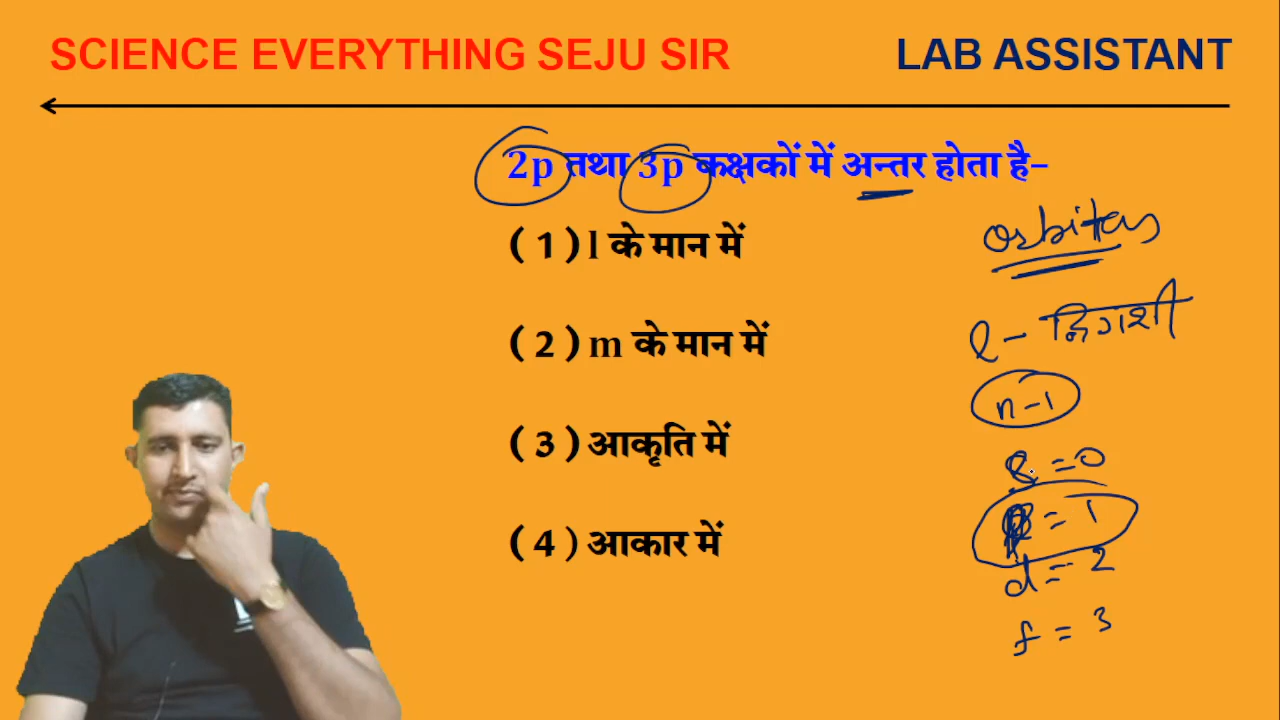 SCIENCE EVERYTHING SEJU SIR
LAB ASSISTANT
2p तथा 3p कक्षकों में अन्तर होता है-
( 1 ) l के मान में
( 2 ) m के मान में
( 3 ) आकृति में
( 4 ) आकार में
l -
n-1
s = 0
p = 1
d = 2
f = 3